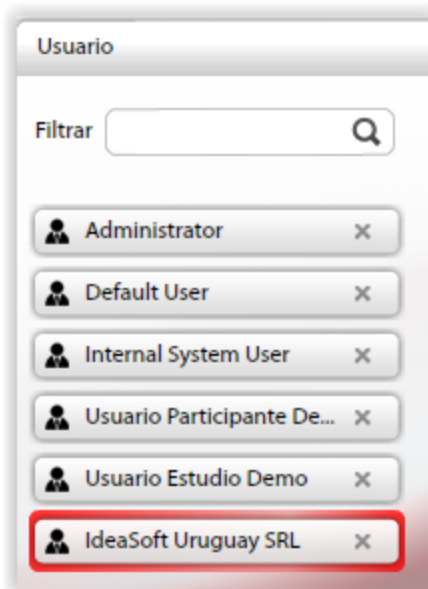 Usuario
Filtrar
Administrator
Default User
Internal System User
Usuario Participante De...
Usuario Estudio Demo
IdeaSoft Uruguay SRL